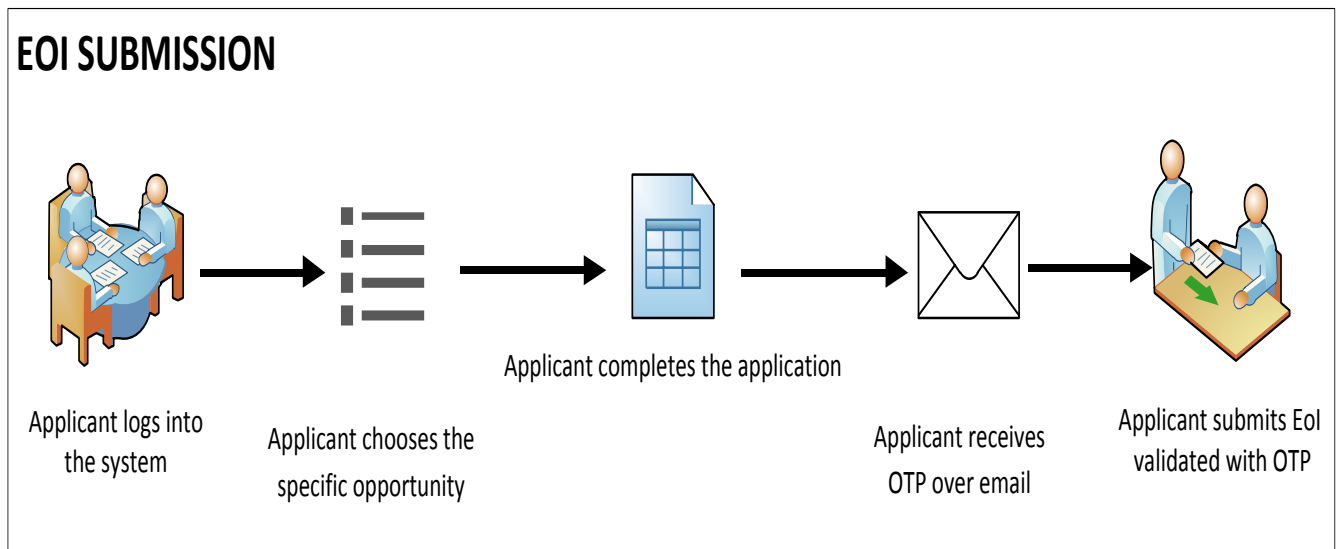 EOI SUBMISSION
Applicant logs into
the system
Applicant chooses the
specific opportunity
Applicant completes the application
Applicant receives
OTP over email
Applicant submits EoI
validated with OTP